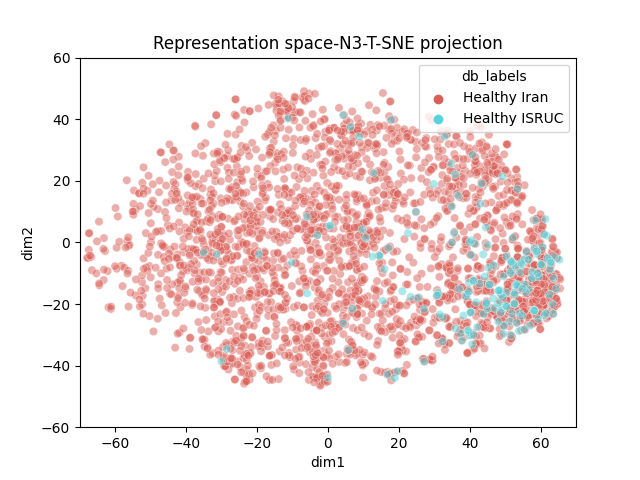 Representation space-N3-T-SNE projection
db_labels
Healthy Iran
Healthy ISRUC
dim2
60
40
20
0
−20
−40
−60
−60
−40
−20
0
20
40
60
dim1